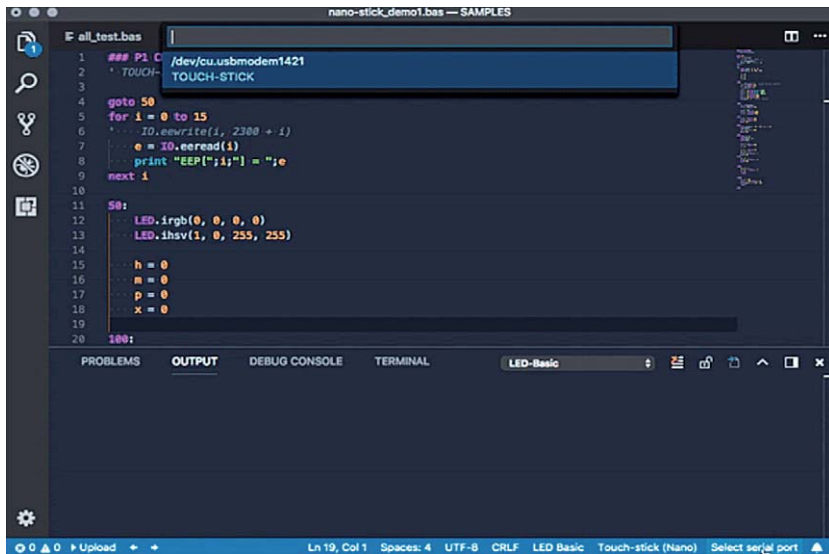 nano-stick_demo1.bas — SAMPLES
all_test.bas
/dev/cu.usbmodem1421
TOUCH-STICK
1
1 ### P1 C
2 ' TOUCH-
3
4 goto 50
5 for i = 0 to 15
6 ' IO.eewrite(i, 2300 + i)
7 e = IO.eeread(i)
8 print "EEP[";i;"] = ";e
9 next i
10
11 50:
12 LED.irgb(0, 0, 0, 0)
13 LED.ihsv(1, 0, 255, 255)
14
15 h = 0
16 m = 0
17 p = 0
18 x = 0
19
20 100:
PROBLEMS OUTPUT DEBUG CONSOLE TERMINAL LED-Basic
0 0 Upload Ln 19, Col 1 Spaces: 4 UTF-8 CRLF LED Basic Touch-stick (Nano) Select serial port